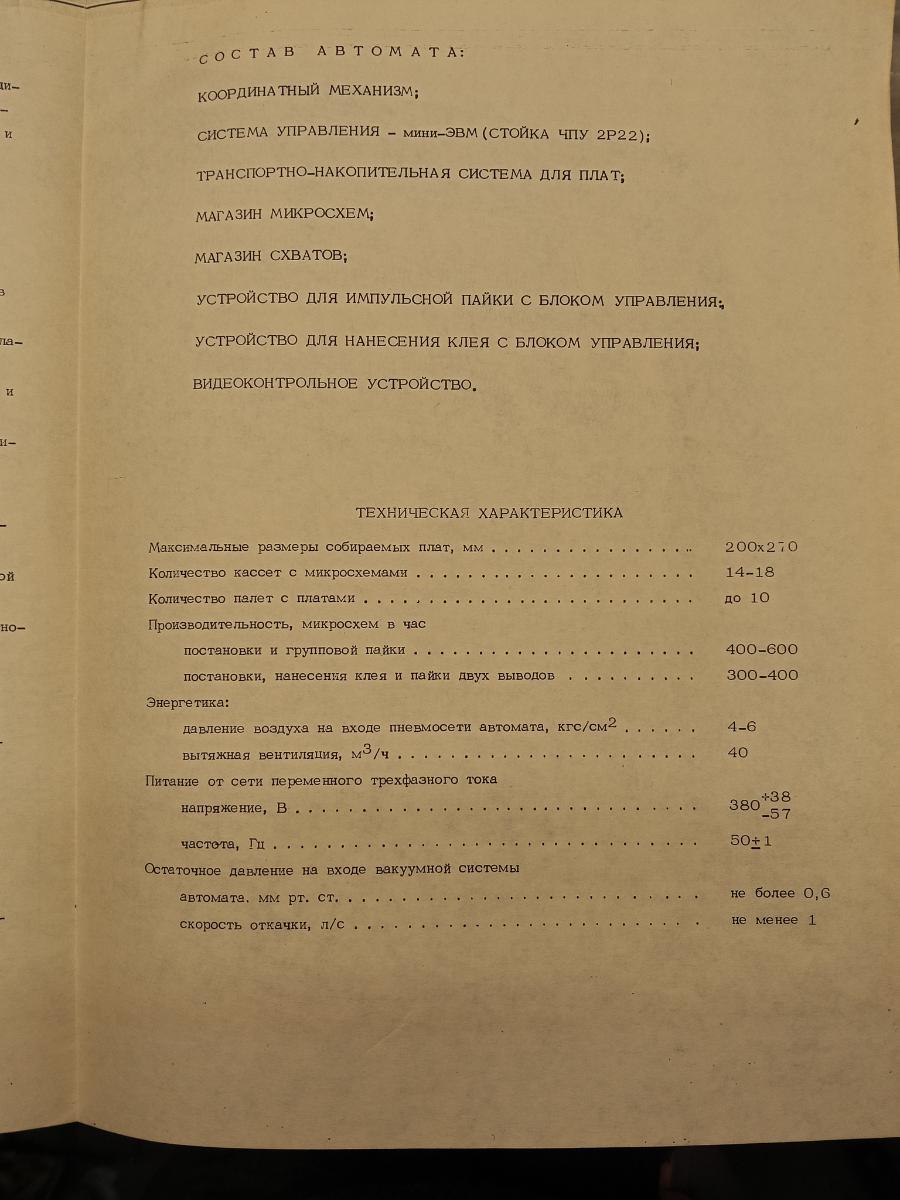 СОСТАВ АВТОМАТА:
КООРДИНАТНЫЙ МЕХАНИЗМ;
СИСТЕМА УПРАВЛЕНИЯ – мини-ЭВМ (СТОЙКА ЧПУ 2Р22);
ТРАНСПОРТНО-НАКОПИТЕЛЬНАЯ СИСТЕМА ДЛЯ ПЛАТ;
МАГАЗИН МИКРОСХЕМ;
МАГАЗИН СХВАТОВ;
УСТРОЙСТВО ДЛЯ ИМПУЛЬСНОЙ ПАЙКИ С БЛОКОМ УПРАВЛЕНИЯ;
УСТРОЙСТВО ДЛЯ НАНЕСЕНИЯ КЛЕЯ С БЛОКОМ УПРАВЛЕНИЯ;
ВИДЕОКОНТРОЛЬНОЕ УСТРОЙСТВО.
ТЕХНИЧЕСКАЯ ХАРАКТЕРИСТИКА
Максимальные размеры собираемых плат, мм . . . . . . . . . . . . . . . . 200х270
Количество кассет с микросхемами . . . . . . . . . . . . . . . . . . . . . . 14-18
Количество палет с платами . . . . . . . . . . . . . . . . . . . . . . . . . . до 10
Производительность, микросхем в час
постановки и групповой пайки . . . . . . . . . . . . . . . . . . . . . . 400-600
постановки, нанесения клея и пайки двух выводов . . . . . . . . . . 300-400
Энергетика:
давление воздуха на входе пневмосети автомата, кгс/см² . . . . . . 4-6
вытяжная вентиляция, м³/ч . . . . . . . . . . . . . . . . . . . . . . . 40
Питание от сети переменного трехфазного тока
напряжение, В . . . . . . . . . . . . . . . . . . . . . . . . . . . . . . . 380 +38 -57
частота, Гц . . . . . . . . . . . . . . . . . . . . . . . . . . . . . . . . . 50±1
Остаточное давление на входе вакуумной системы
автомата, мм рт. ст. . . . . . . . . . . . . . . . . . . . . . . . . . . . не более 0,6
скорость откачки, л/с . . . . . . . . . . . . . . . . . . . . . . . . . . не менее 1